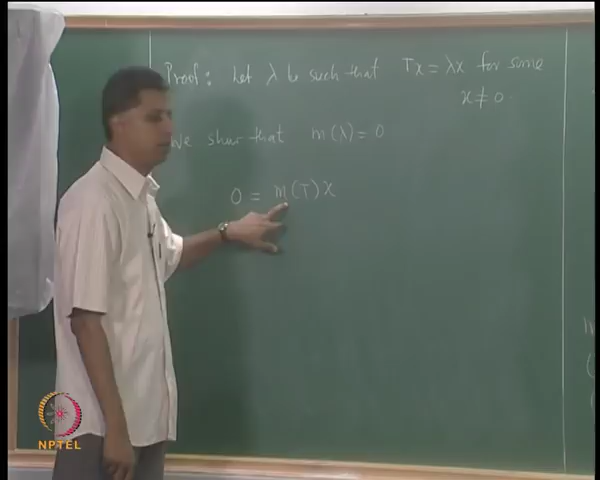 Proof: Let λ be such that Tx = λx for some
x ≠ 0.
We show that m(λ) = 0
0 = m(T)x
NPTEL